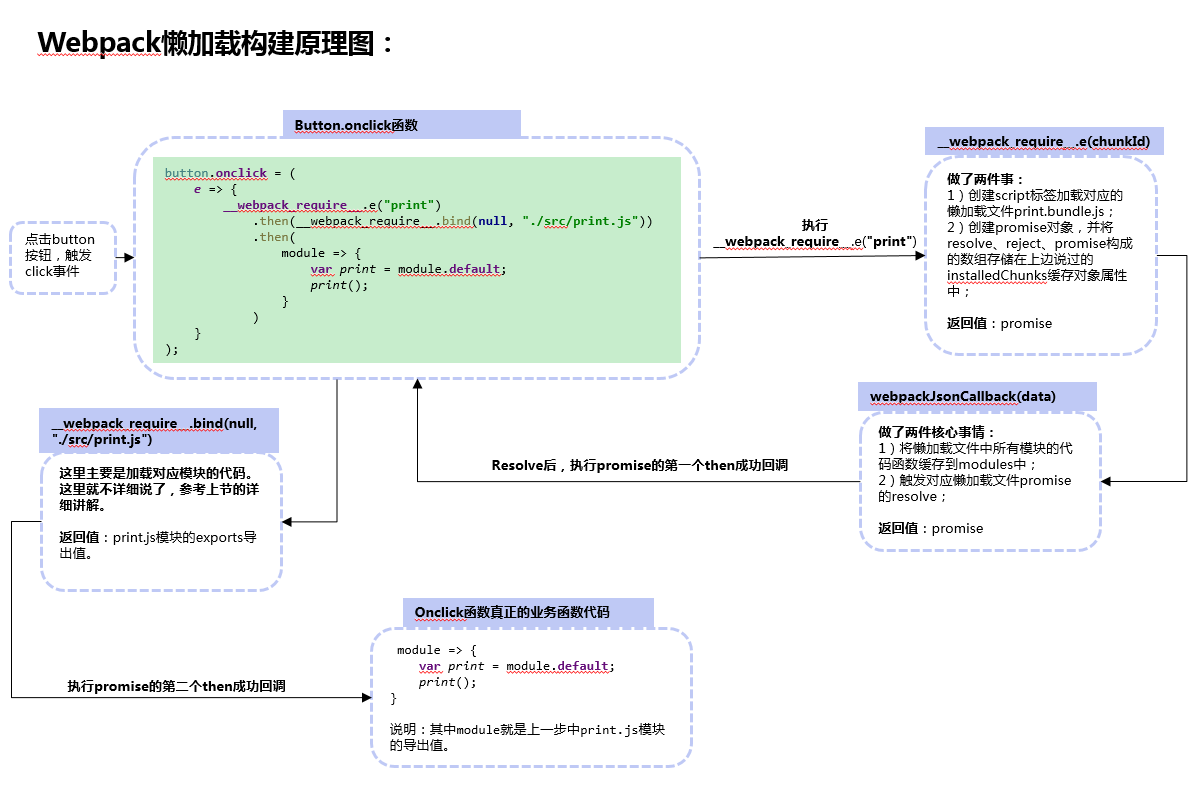 Webpack懒加载构建原理图：
Button.onclick函数
button.onclick = (
e => {
__webpack_require__.e("print")
.then(__webpack_require__.bind(null, "./src/print.js"))
.then(
module => {
var print = module.default;
print();
}
)
}
);
点击button
按钮，触发
click事件
执行
__webpack_require__.e("print")
__webpack_require__.e(chunkId)
做了两件事：
1）创建script标签加载对应的
懒加载文件print.bundle.js；
2）创建promise对象，并将
resolve、reject、promise构成
的数组存储在上边说过的
installedChunks缓存对象属性
中；
返回值：promise
webpackJsonCallback(data)
做了两件核心事情：
1）将懒加载文件中所有模块的代
码函数缓存到modules中；
2）触发对应懒加载文件promise
的resolve；
返回值：promise
Resolve后，执行promise的第一个then成功回调
__webpack_require__.bind(null,
"./src/print.js")
这里主要是加载对应模块的代码。
这里就不详细说了，参考上节的详
细讲解。
返回值：print.js模块的exports导
出值。
执行promise的第二个then成功回调
Onclick函数真正的业务函数代码
module => {
var print = module.default;
print();
}
说明：其中module就是上一步中print.js模块
的导出值。